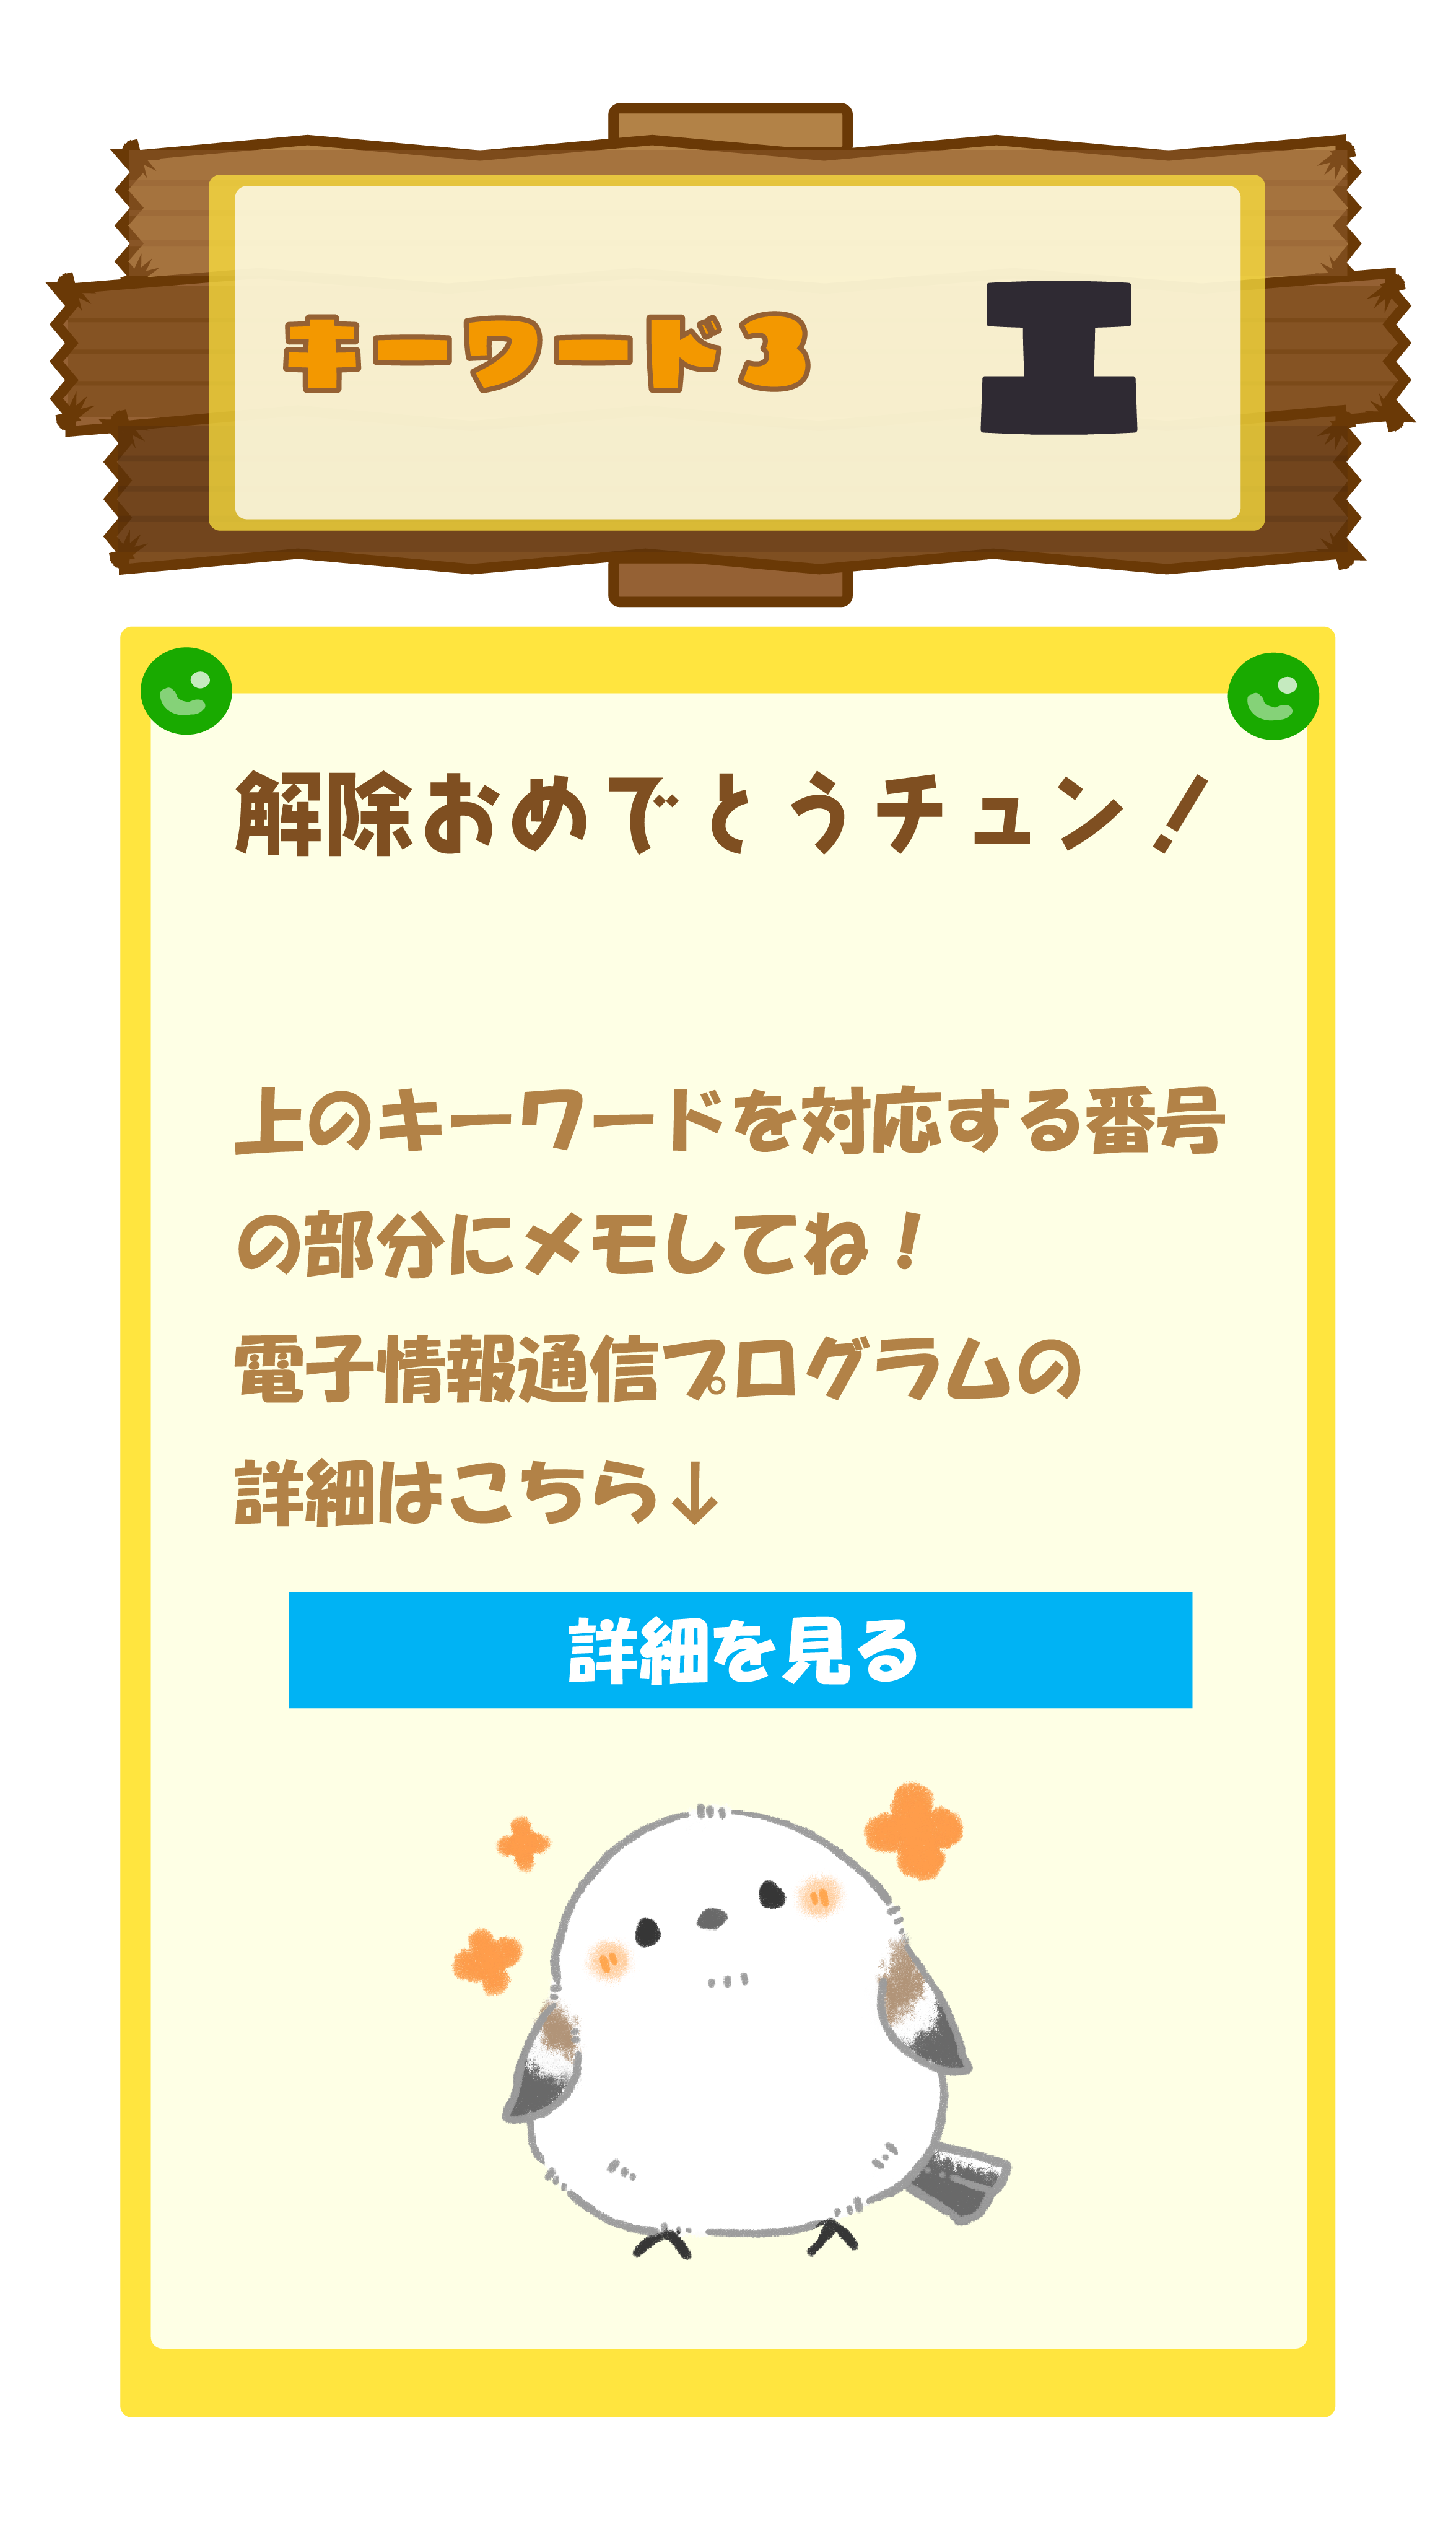 キーワード3 エ
解除おめでとうチュン！
上のキーワードを対応する番号
の部分にメモしてね！
電子情報通信プログラムの
詳細はこちら↓
詳細を見る